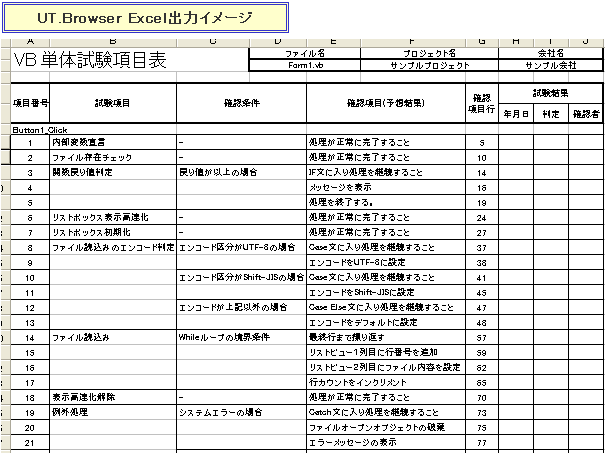 UT.Browser Excel出力イメージ
A B C D E F G H I J
VB 単体試験項目表 ファイル名 プロジェクト名 会社名
Form1.vb サンプルプロジェクト サンプル会社
項目番号 試験項目 確認条件 確認項目(予想結果) 確認項目行 試験結果
年月日 判定 確認者
Button1_Click
1 内部変数宣言 - 処理が正常に完了すること 5
2 ファイル存在チェック - 処理が正常に完了すること 10
3 関数戻り値判定 戻り値が以上の場合 IF文に入り処理を継続すること 14
4 メッセージを表示 16
5 処理を終了する。 19
6 リストボックス表示高速化 - 処理が正常に完了すること 24
7 リストボックス初期化 - 処理が正常に完了すること 27
8 ファイル読込みのエンコード判定 エンコード区分がUTF-8の場合 Case文に入り処理を継続すること 37
9 エンコードをUTF-8に設定 38
10 エンコード区分がShift-JISの場合 Case文に入り処理を継続すること 41
11 エンコードをShift-JISに設定 45
12 エンコードが上記以外の場合 Case Else文に入り処理を継続すること 47
13 エンコードをデフォルトに設定 48
14 ファイル読込み Whileループの境界条件 最終行まで繰り返す 57
15 リストビュー1列目に行番号を追加 59
16 リストビュー2列目にファイル内容を設定 62
17 行カウントをインクリメント 65
18 表示高速化解除 - 処理が正常に完了すること 70
19 例外処理 システムエラーの場合 Catch文に入り処理を継続すること 73
20 ファイルオープンオブジェクトの破棄 75
21 エラーメッセージの表示 77